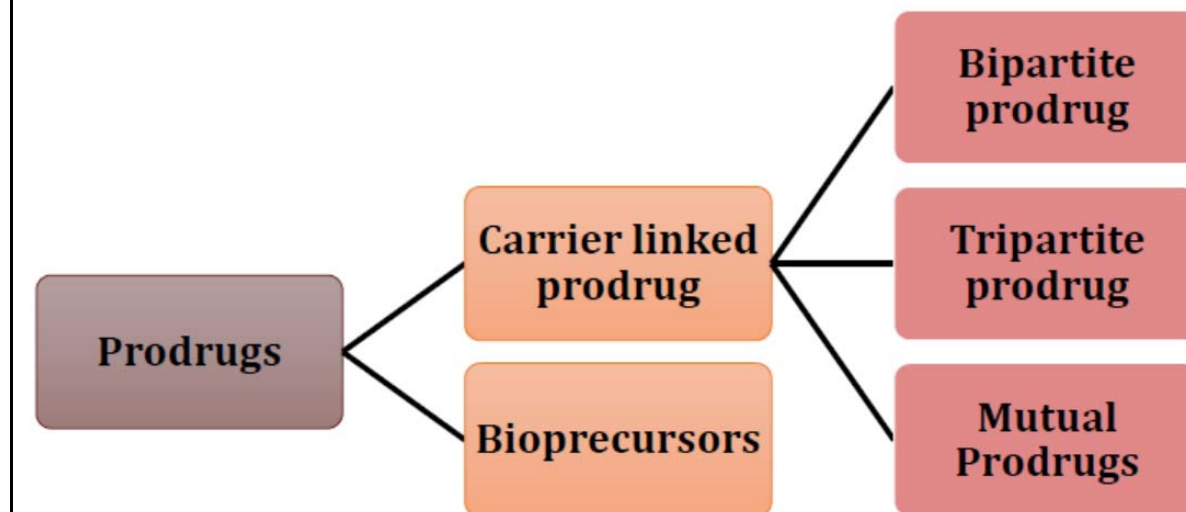 Prodrugs
Carrier linked
prodrug
Bioprecursors
Bipartite
prodrug
Tripartite
prodrug
Mutual
Prodrugs